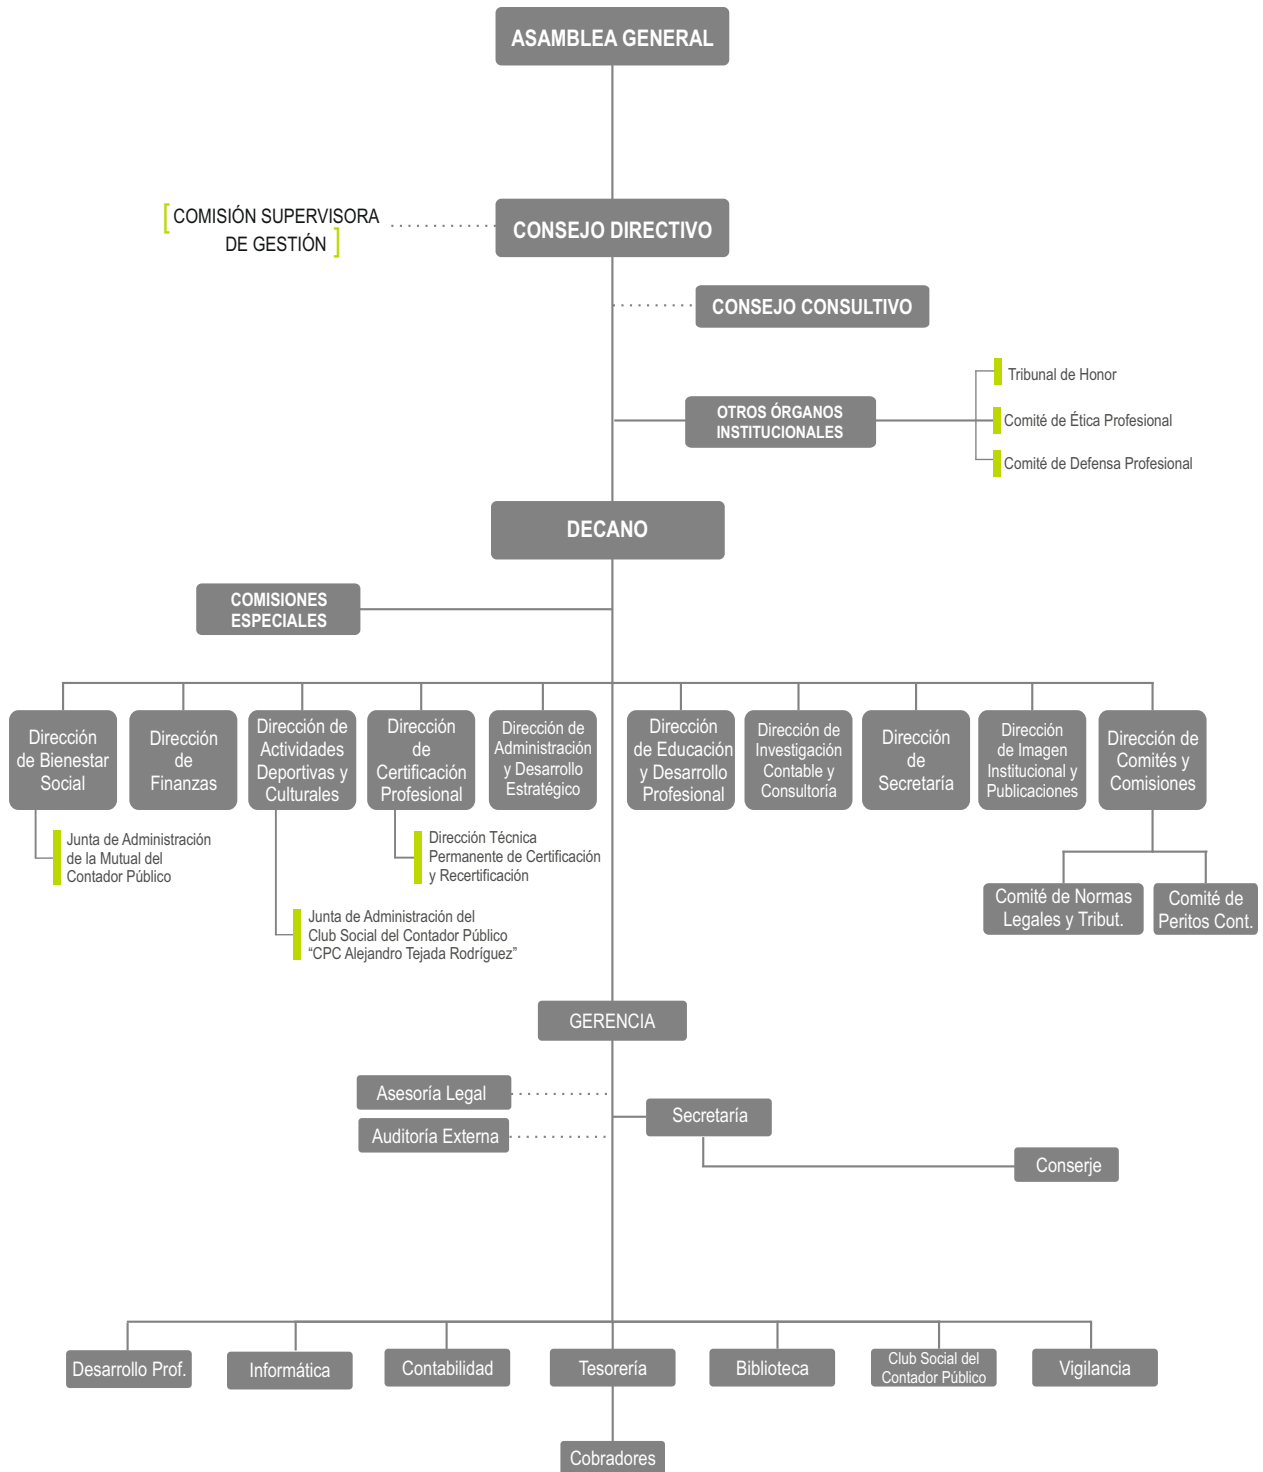 ASAMBLEA GENERAL
[ COMISIÓN SUPERVISORA
DE GESTIÓN ]
CONSEJO DIRECTIVO
CONSEJO CONSULTIVO
OTROS ÓRGANOS
INSTITUCIONALES
Tribunal de Honor
Comité de Ética Profesional
Comité de Defensa Profesional
DECANO
COMISIONES
ESPECIALES
Dirección
de Bienestar
Social
Dirección
de
Finanzas
Dirección de
Actividades
Deportivas y
Culturales
Dirección
de
Certificación
Profesional
Dirección de
Administración
y Desarrollo
Estratégico
Dirección
de Educación
y Desarrollo
Profesional
Dirección de
Investigación
Contable y
Consultoría
Dirección
de
Secretaría
Dirección
de Imagen
Institucional y
Publicaciones
Dirección de
Comités y
Comisiones
Junta de Administración
de la Mutual del
Contador Público
Junta de Administración del
Club Social del Contador Público
“CPC Alejandro Tejada Rodríguez”
Dirección Técnica
Permanente de Certificación
y Recertificación
Comité de Normas
Legales y Tribut.
Comité de
Peritos Cont.
GERENCIA
Asesoría Legal
Auditoría Externa
Secretaría
Conserje
Desarrollo Prof.
Informática
Contabilidad
Tesorería
Biblioteca
Club Social del
Contador Público
Vigilancia
Cobradores